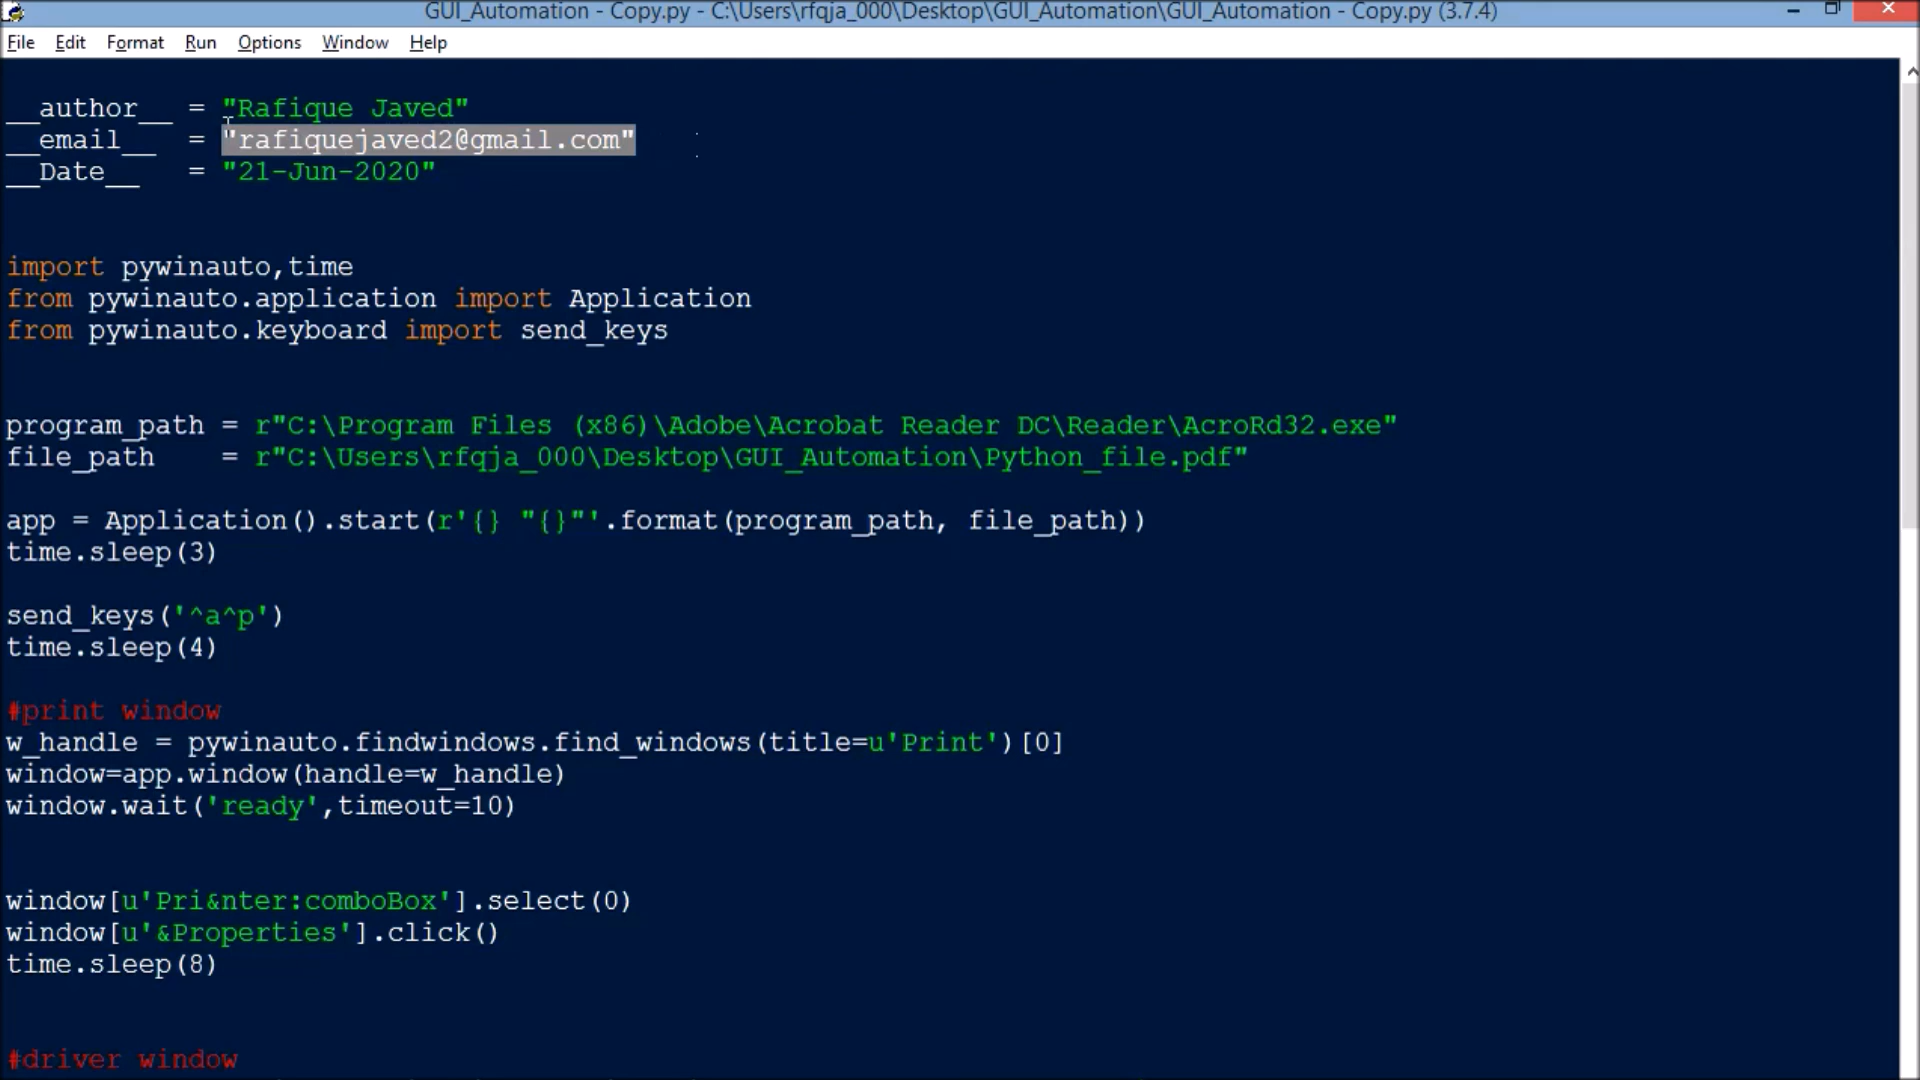 GUI_Automation - Copy.py - C:\Users\rfqja_000\Desktop\GUI_Automation\GUI_Automation - Copy.py (3.7.4)
File Edit Format Run Options Window Help
__author__ = "Rafique Javed"
__email__ = "rafiquejaved2@gmail.com"
__Date__ = "21-Jun-2020"
import pywinauto,time
from pywinauto.application import Application
from pywinauto.keyboard import send_keys
program_path = r"C:\Program Files (x86)\Adobe\Acrobat Reader DC\Reader\AcroRd32.exe"
file_path = r"C:\Users\rfqja_000\Desktop\GUI_Automation\Python_file.pdf"
app = Application().start(r'{} "{}"'.format(program_path, file_path))
time.sleep(3)
send_keys('^a^p')
time.sleep(4)
#print window
w_handle = pywinauto.findwindows.find_windows(title=u'Print')[0]
window=app.window(handle=w_handle)
window.wait('ready',timeout=10)
window[u'Pri&nter:comboBox'].select(0)
window[u'&Properties'].click()
time.sleep(8)
#driver window